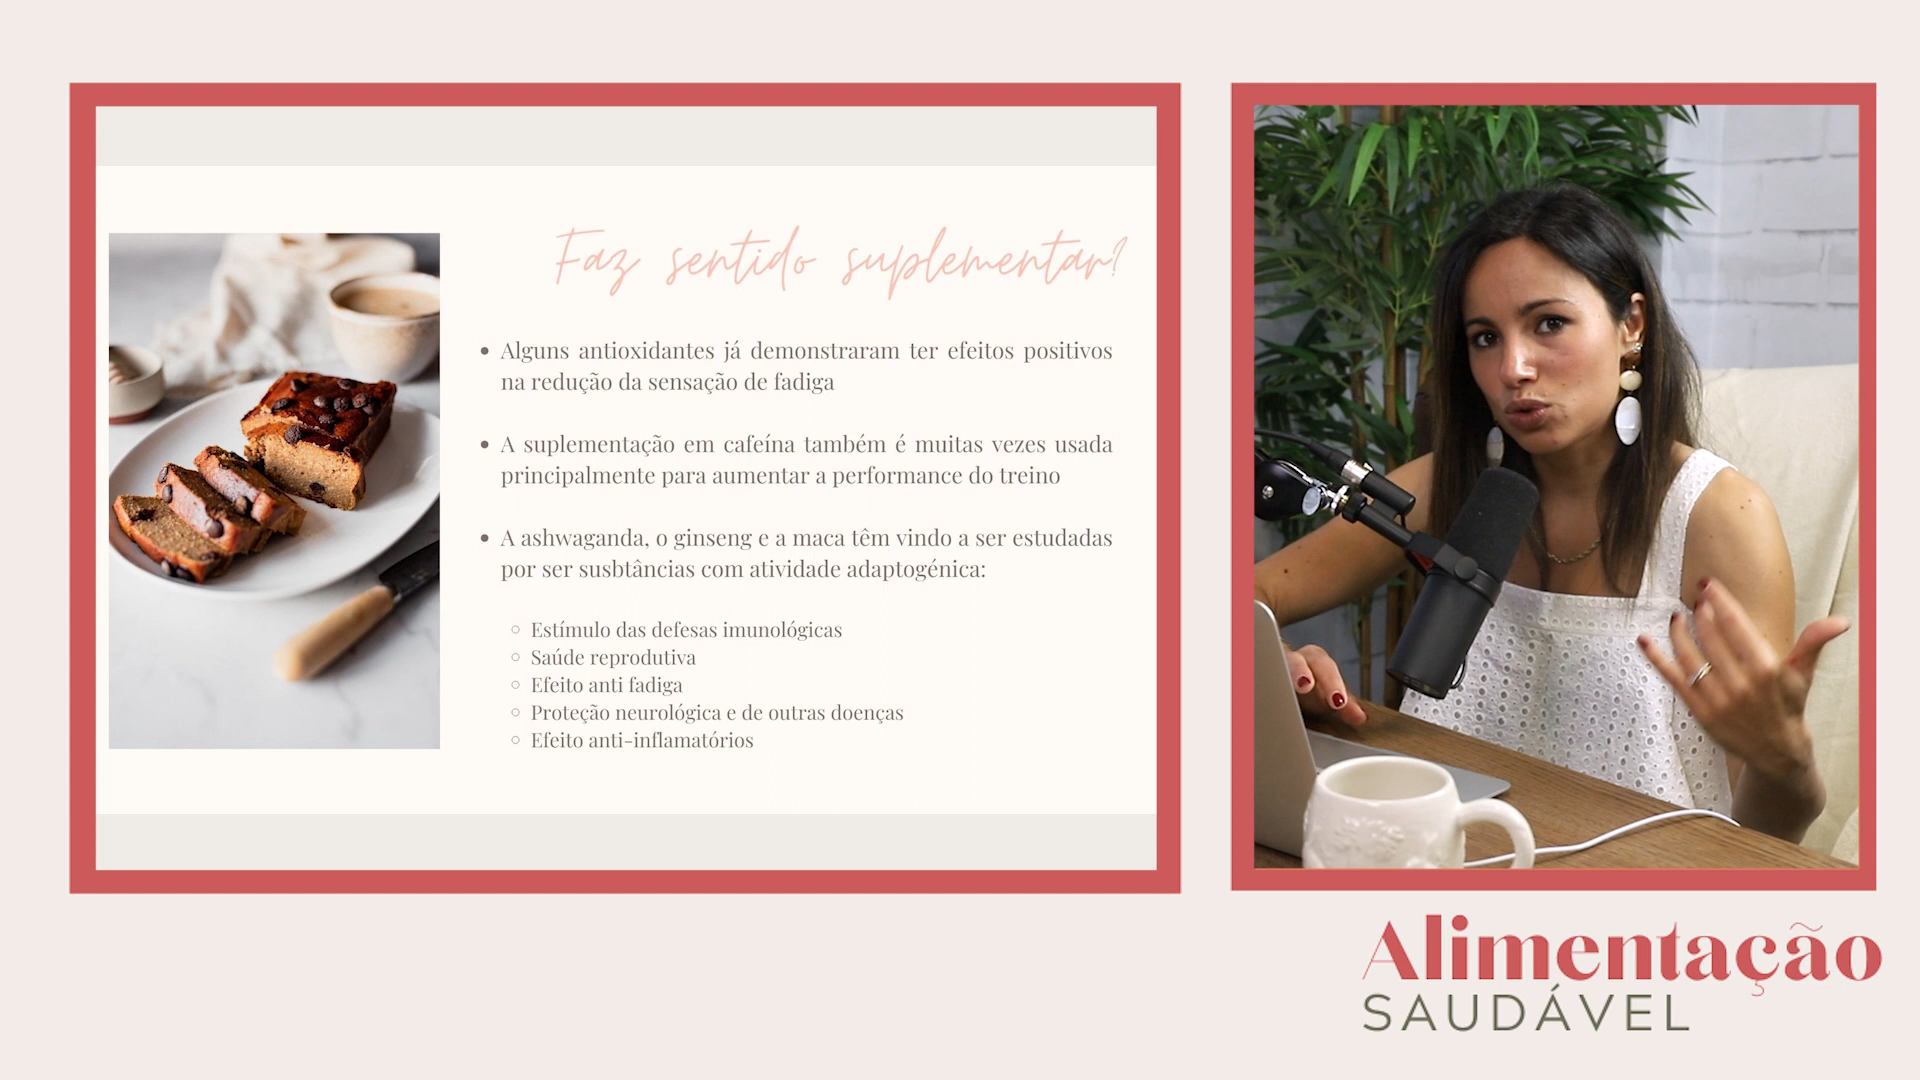 Faz sentido suplementar?
• Alguns antioxidantes já demonstraram ter efeitos positivos
na redução da sensação de fadiga
• A suplementação em cafeína também é muitas vezes usada
principalmente para aumentar a performance do treino
• A ashwaganda, o ginseng e a maca têm vindo a ser estudadas
por ser susbtâncias com atividade adaptogénica:
○ Estímulo das defesas imunológicas
○ Saúde reprodutiva
○ Efeito anti fadiga
○ Proteção neurológica e de outras doenças
○ Efeito anti-inflamatórios
Alimentação
SAUDÁVEL